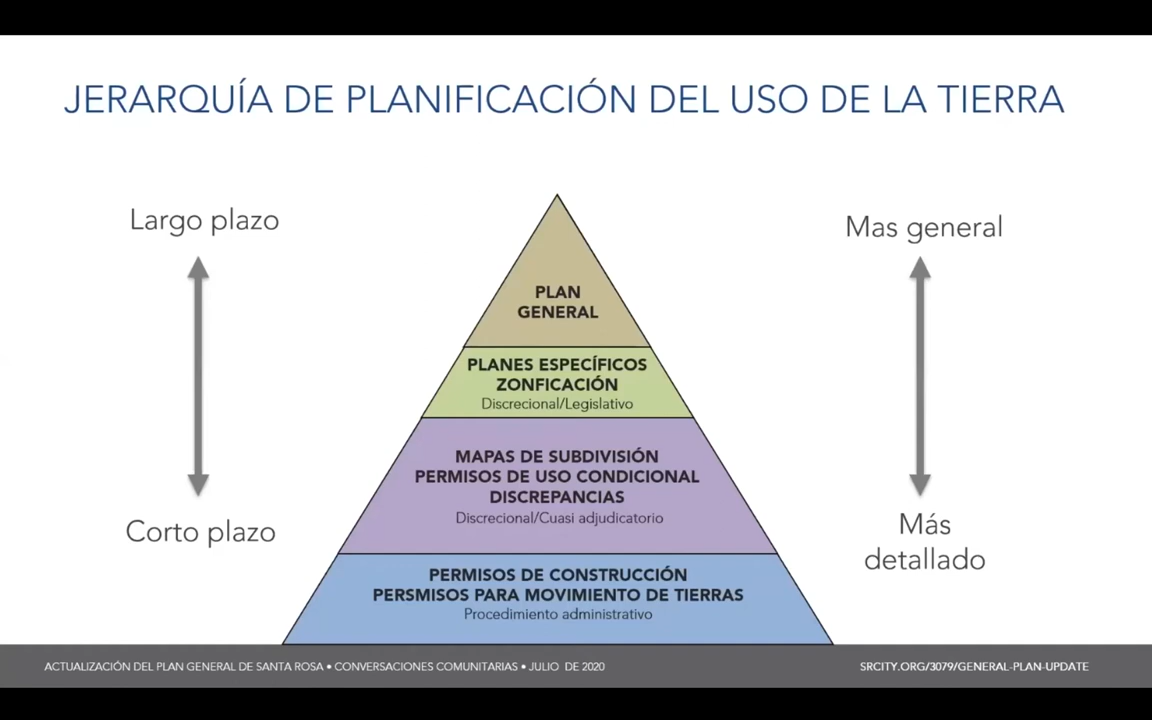 JERARQUÍA DE PLANIFICACIÓN DEL USO DE LA TIERRA
Largo plazo
Corto plazo
PLAN
GENERAL
PLANES ESPECÍFICOS
ZONFICACIÓN
Discrecional/Legislativo
MAPAS DE SUBDIVISIÓN
PERMISOS DE USO CONDICIONAL
DISCREPANCIAS
Discrecional/Cuasi adjudicatorio
PERMISOS DE CONSTRUCCIÓN
PERSMISOS PARA MOVIMIENTO DE TIERRAS
Procedimiento administrativo
Mas general
Más
detallado
ACTUALIZACIÓN DEL PLAN GENERAL DE SANTA ROSA • CONVERSACIONES COMUNITARIAS • JULIO DE 2020
SRCITY.ORG/3079/GENERAL-PLAN-UPDATE